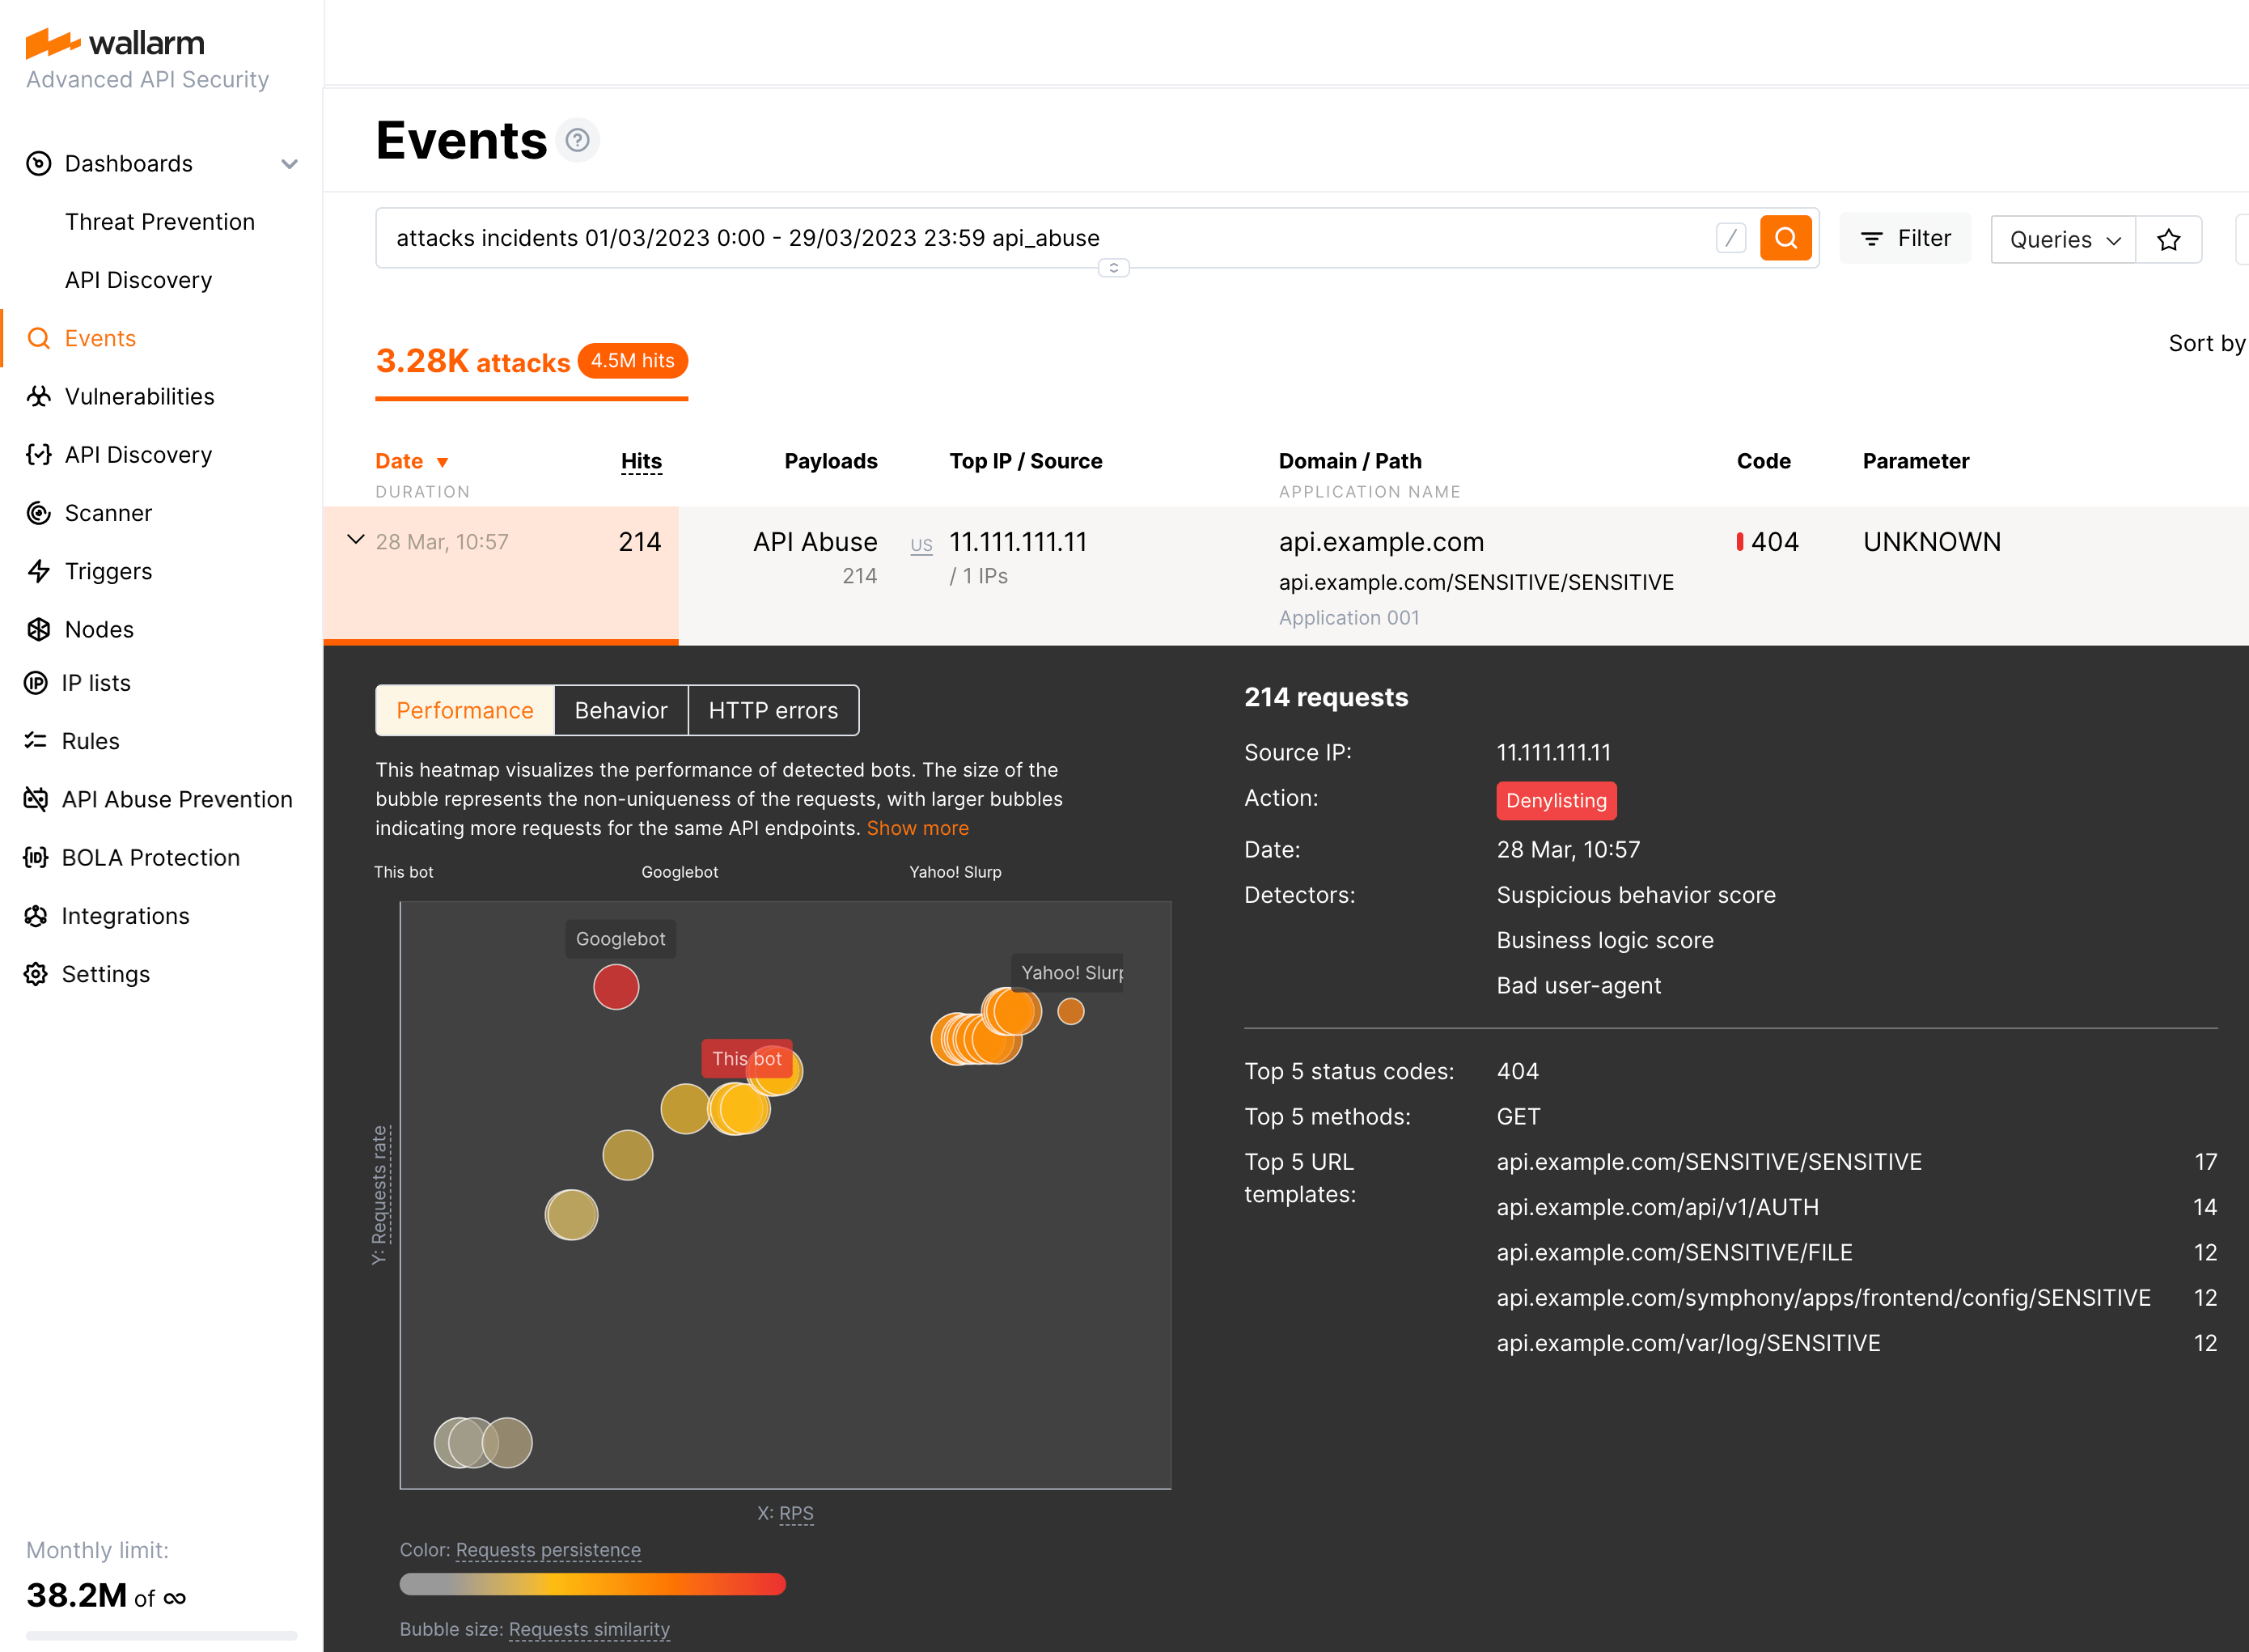 wallarm
Advanced API Security
Dashboards
Threat Prevention
API Discovery
Events
Vulnerabilities
API Discovery
Scanner
Triggers
Nodes
IP lists
Rules
API Abuse Prevention
BOLA Protection
Integrations
Settings
Monthly limit:
38.2M of ∞
Events ?
attacks incidents 01/03/2023 0:00 - 29/03/2023 23:59 api_abuse /
Filter
Queries
Sort by
3.28K attacks 4.5M hits
Date ▼ Hits Payloads Top IP / Source Domain / Path Code Parameter
DURATION APPLICATION NAME
28 Mar, 10:57 214 API Abuse US 11.111.111.11 api.example.com 404 UNKNOWN
214 / 1 IPs api.example.com/SENSITIVE/SENSITIVE
Application 001
Performance Behavior HTTP errors
This heatmap visualizes the performance of detected bots. The size of the
bubble represents the non-uniqueness of the requests, with larger bubbles
indicating more requests for the same API endpoints. Show more
This bot Googlebot Yahoo! Slurp
Googlebot
Yahoo! Slurp
This bot
Y: Requests rate
X: RPS
Color: Requests persistence
Bubble size: Requests similarity
214 requests
Source IP: 11.111.111.11
Action: Denylisting
Date: 28 Mar, 10:57
Detectors: Suspicious behavior score
Business logic score
Bad user-agent
Top 5 status codes: 404
Top 5 methods: GET
Top 5 URL templates: api.example.com/SENSITIVE/SENSITIVE 17
api.example.com/api/v1/AUTH 14
api.example.com/SENSITIVE/FILE 12
api.example.com/symphony/apps/frontend/config/SENSITIVE 12
api.example.com/var/log/SENSITIVE 12